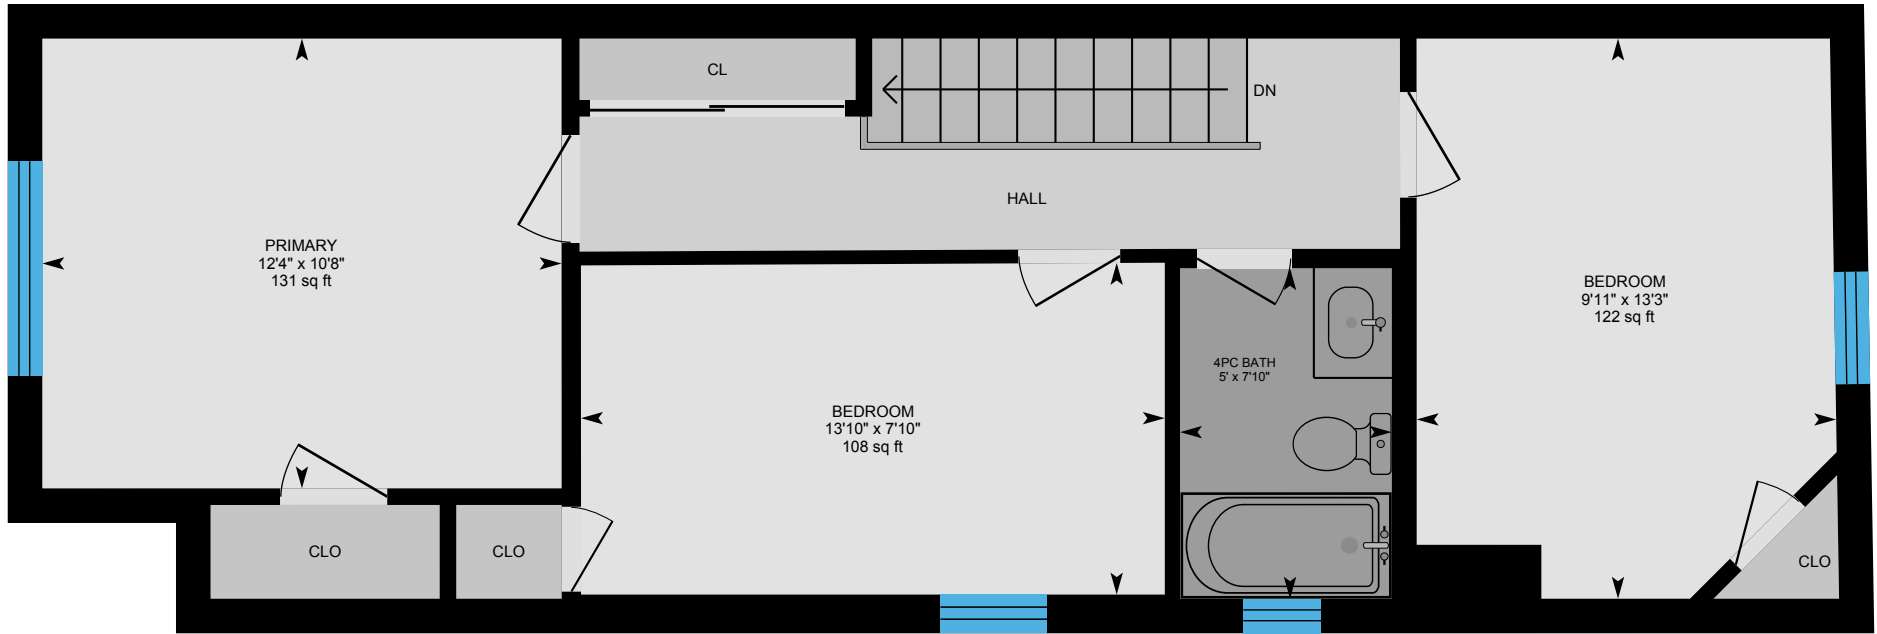 CL
DN
HALL
PRIMARY
12'4" x 10'8"
131 sq ft
BEDROOM
9'11" x 13'3"
122 sq ft
4PC BATH
5' x 7'10"
BEDROOM
13'10" x 7'10"
108 sq ft
CLO
CLO
CLO